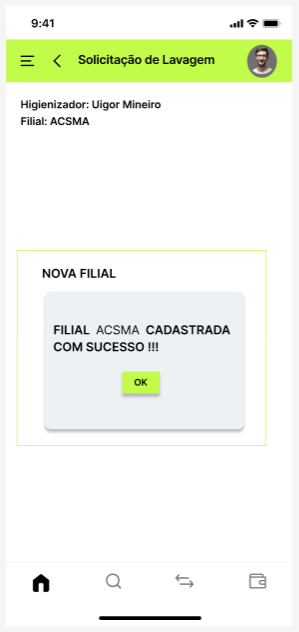 9:41
Solicitação de Lavagem
Higienizador: Uigor Mineiro
Filial: ACSMA
NOVA FILIAL
FILIAL ACSMA CADASTRADA
COM SUCESSO !!!
OK